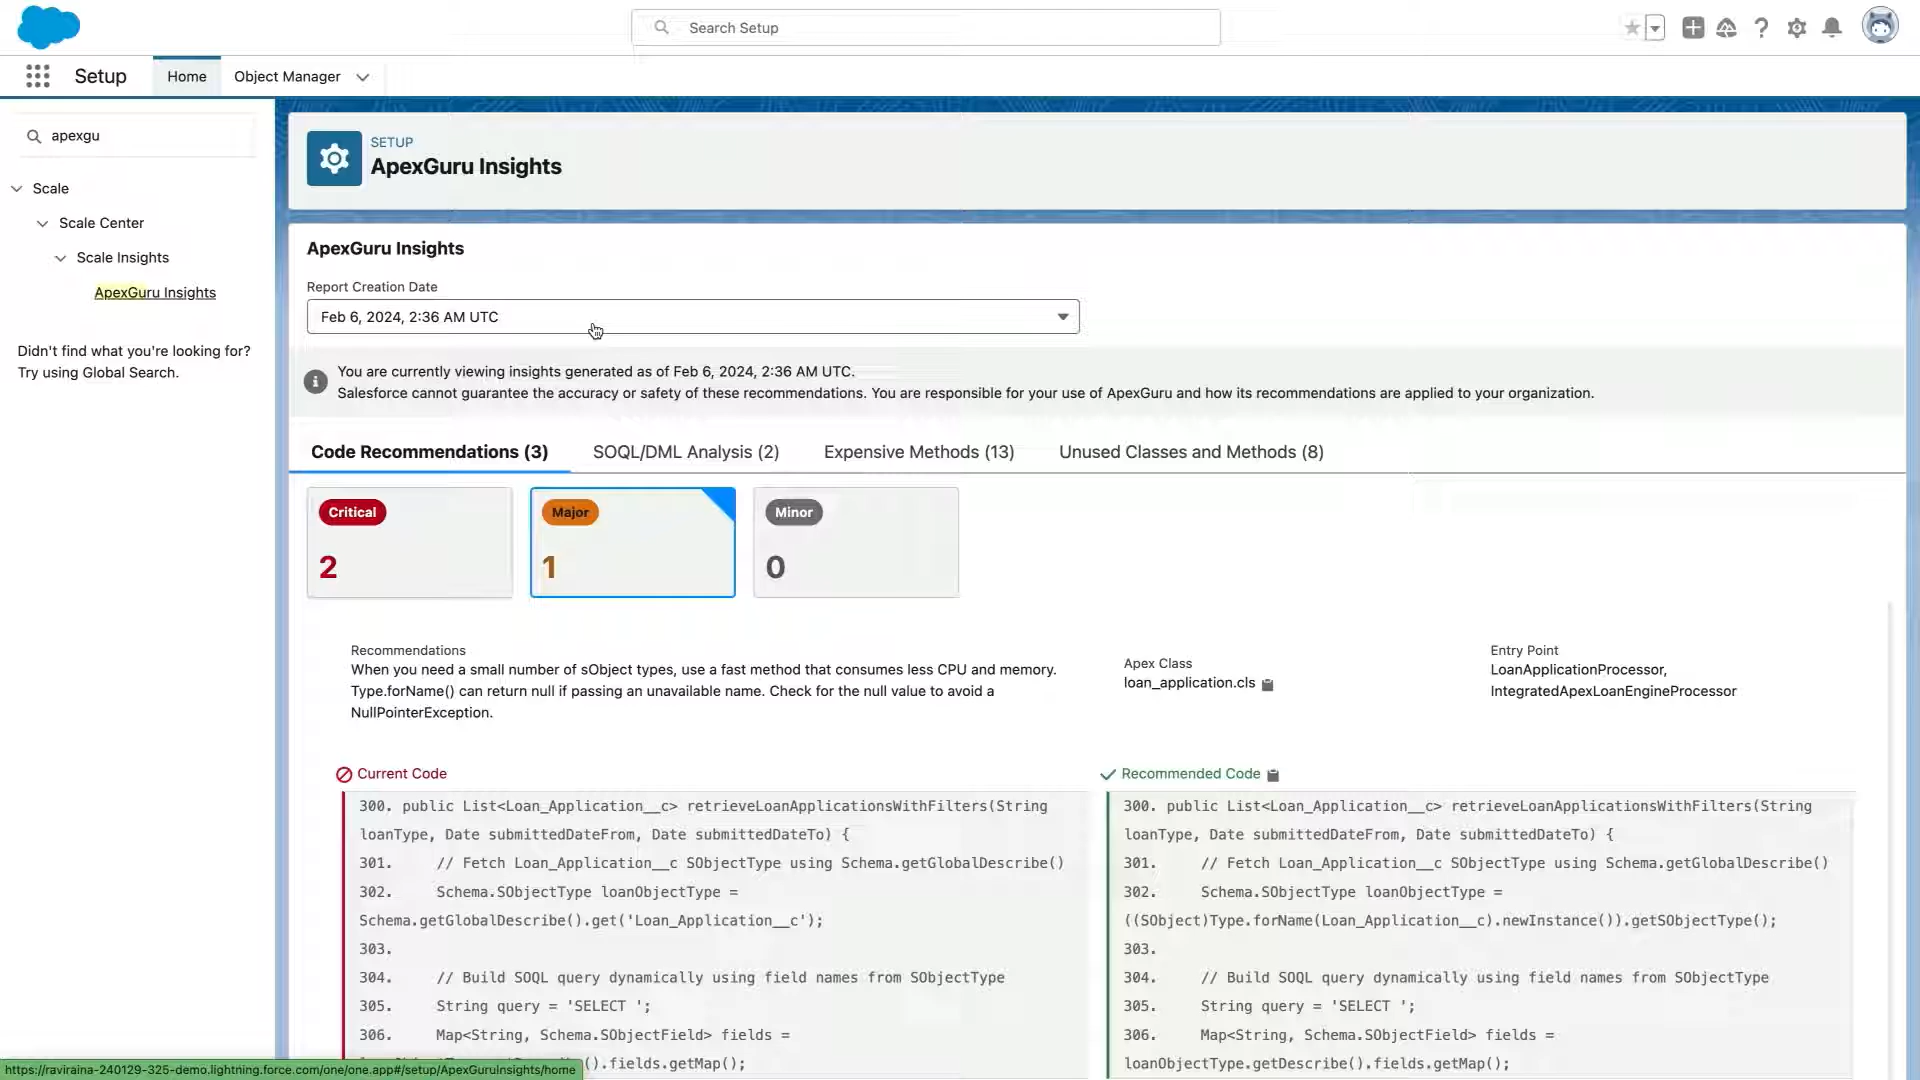 Search Setup
Setup
Home
Object Manager
apexgu
Scale
Scale Center
Scale Insights
ApexGuru Insights
Didn't find what you're looking for?
Try using Global Search.
SETUP
ApexGuru Insights
ApexGuru Insights
Report Creation Date
Feb 6, 2024, 2:36 AM UTC
You are currently viewing insights generated as of Feb 6, 2024, 2:36 AM UTC.
Salesforce cannot guarantee the accuracy or safety of these recommendations. You are responsible for your use of ApexGuru and how its recommendations are applied to your organization.
Code Recommendations (3)
SOQL/DML Analysis (2)
Expensive Methods (13)
Unused Classes and Methods (8)
Critical
2
Major
1
Minor
0
Recommendations
When you need a small number of sObject types, use a fast method that consumes less CPU and memory.
Type.forName() can return null if passing an unavailable name. Check for the null value to avoid a
NullPointerException.
Apex Class
loan_application.cls
Entry Point
LoanApplicationProcessor,
IntegratedApexLoanEngineProcessor
Current Code
300. public List<Loan_Application__c> retrieveLoanApplicationsWithFilters(String
loanType, Date submittedDateFrom, Date submittedDateTo) {
301. // Fetch Loan_Application__c SObjectType using Schema.getGlobalDescribe()
302. Schema.SObjectType loanObjectType =
Schema.getGlobalDescribe().get('Loan_Application__c');
303.
304. // Build SOQL query dynamically using field names from SObjectType
305. String query = 'SELECT ';
306. Map<String, Schema.SObjectField> fields =
().fields.getMap();
Recommended Code
300. public List<Loan_Application__c> retrieveLoanApplicationsWithFilters(String
loanType, Date submittedDateFrom, Date submittedDateTo) {
301. // Fetch Loan_Application__c SObjectType using Schema.getGlobalDescribe()
302. Schema.SObjectType loanObjectType =
((SObject)Type.forName(Loan_Application__c).newInstance()).getSObjectType();
303.
304. // Build SOQL query dynamically using field names from SObjectType
305. String query = 'SELECT ';
306. Map<String, Schema.SObjectField> fields =
loanObjectType.getDescribe().fields.getMap();
https://raviraina-240129-325-demo.lightning.force.com/one/one.app#/setup/ApexGuruInsights/home